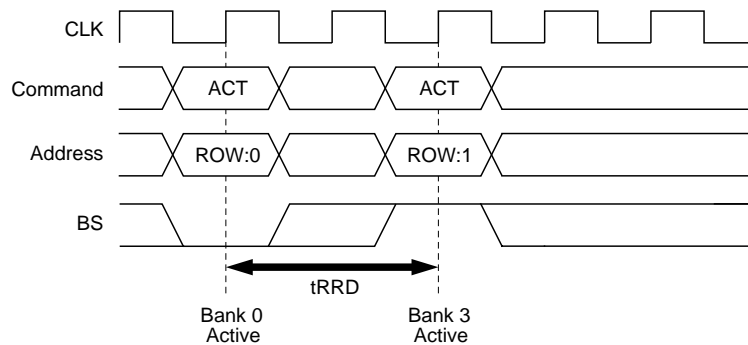 CLK
Command ACT ACT
Address ROW:0 ROW:1
BS
tRRD
Bank 0 Bank 3
Active Active